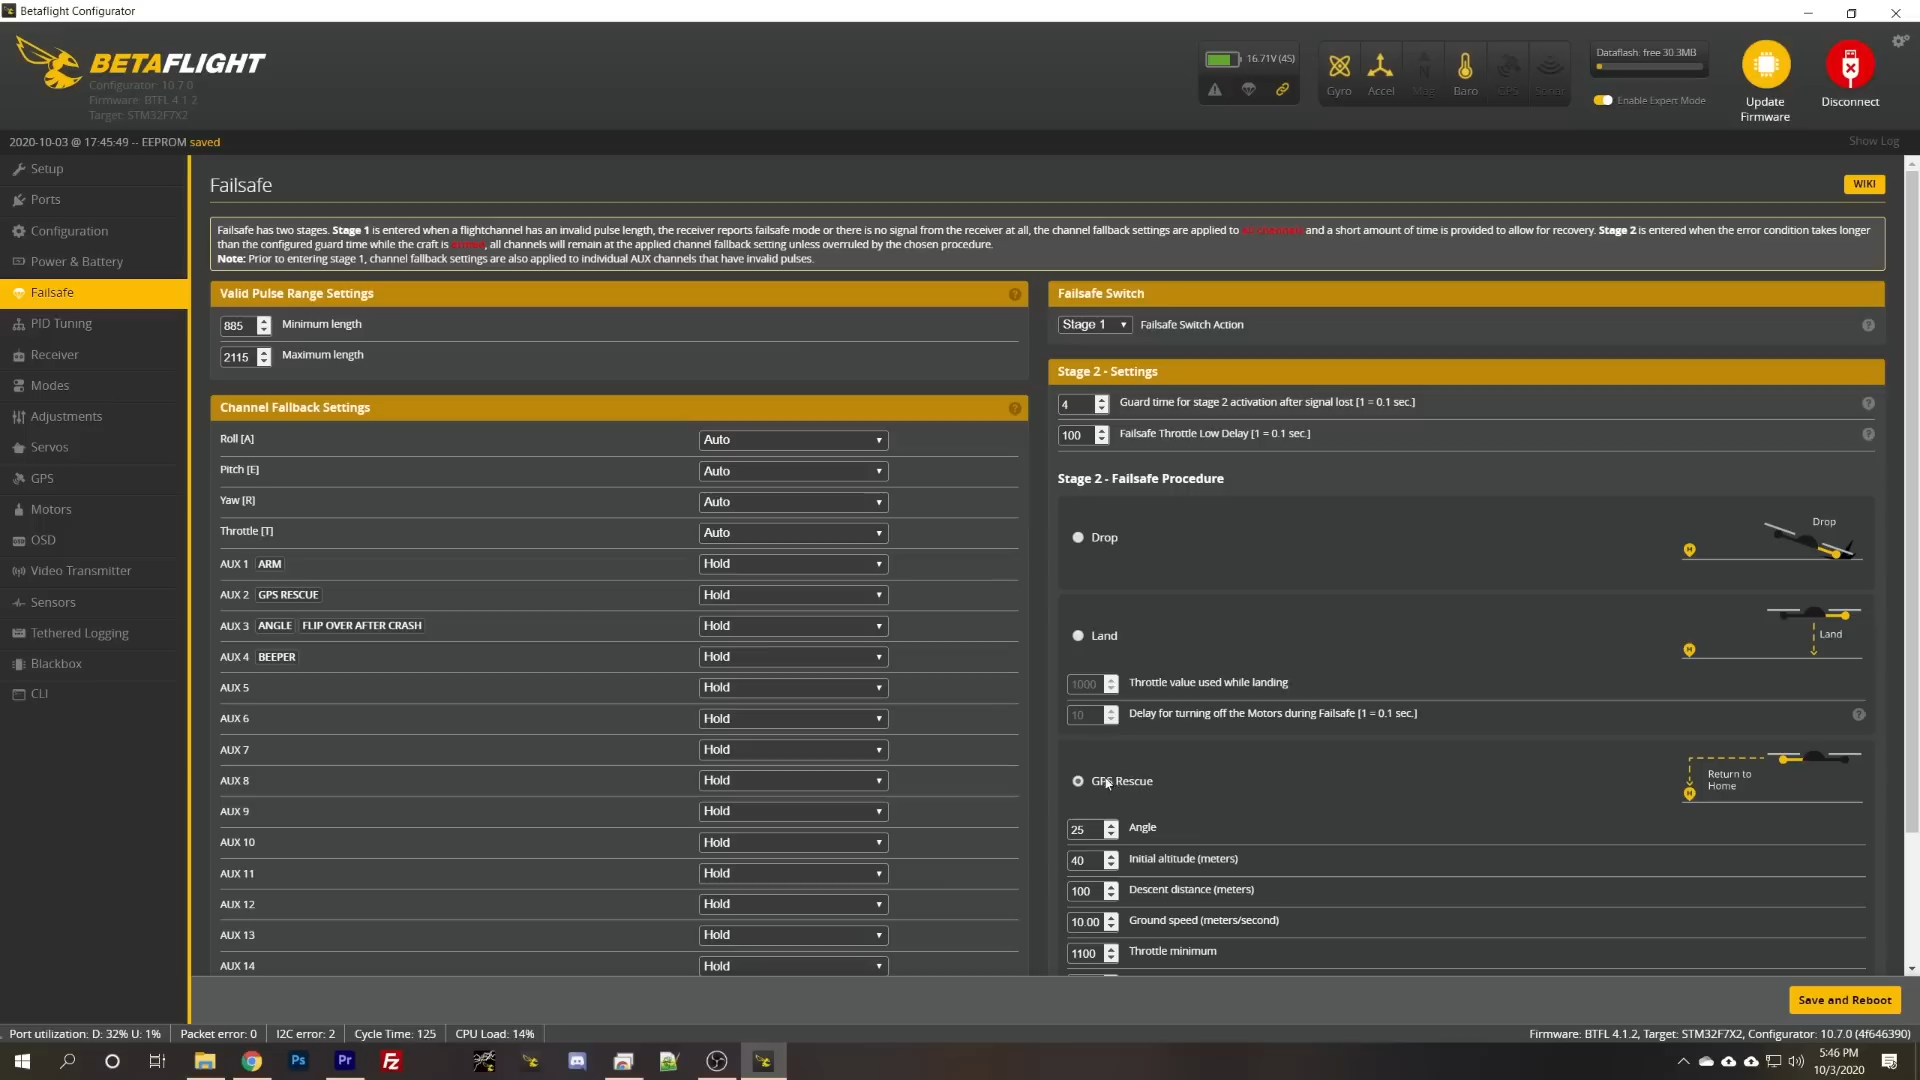 Betaflight Configurator
BETAFLIGHT
Configurator: 10.7.0
Firmware: BTFL 4.1.2
Target: STM32F7X2
16.71V (4S)
Gyro
Accel
Mag
Baro
GPS
Sonar
Dataflash: free 30.3MB
Enable Expert Mode
Update
Firmware
Disconnect
2020-10-03 @ 17:45:49 -- EEPROM saved
Show Log
Setup
Ports
Configuration
Power & Battery
Failsafe
PID Tuning
Receiver
Modes
Adjustments
Servos
GPS
Motors
OSD
Video Transmitter
Sensors
Tethered Logging
Blackbox
CLI
Failsafe
WIKI
Failsafe has two stages. Stage 1 is entered when a flightchannel has an invalid pulse length, the receiver reports failsafe mode or there is no signal from the receiver at all, the channel fallback settings are applied to all channels and a short amount of time is provided to allow for recovery. Stage 2 is entered when the error condition takes longer
than the configured guard time while the craft is armed, all channels will remain at the applied channel fallback setting unless overruled by the chosen procedure.
Note: Prior to entering stage 1, channel fallback settings are also applied to individual AUX channels that have invalid pulses.
Valid Pulse Range Settings
885 Minimum length
2115 Maximum length
Channel Fallback Settings
Roll [A] Auto
Pitch [E] Auto
Yaw [R] Auto
Throttle [T] Auto
AUX 1 ARM Hold
AUX 2 GPS RESCUE Hold
AUX 3 ANGLE FLIP OVER AFTER CRASH Hold
AUX 4 BEEPER Hold
AUX 5 Hold
AUX 6 Hold
AUX 7 Hold
AUX 8 Hold
AUX 9 Hold
AUX 10 Hold
AUX 11 Hold
AUX 12 Hold
AUX 13 Hold
AUX 14 Hold
Failsafe Switch
Stage 1 Failsafe Switch Action
Stage 2 - Settings
4 Guard time for stage 2 activation after signal lost [1 = 0.1 sec.]
100 Failsafe Throttle Low Delay [1 = 0.1 sec.]
Stage 2 - Failsafe Procedure
Drop
Drop
Land
Land
1000 Throttle value used while landing
10 Delay for turning off the Motors during Failsafe [1 = 0.1 sec.]
GPS Rescue
Return to
Home
25 Angle
40 Initial altitude (meters)
100 Descent distance (meters)
10.00 Ground speed (meters/second)
1100 Throttle minimum
Save and Reboot
Port utilization: D: 32% U: 1%
Packet error: 0
I2C error: 2
Cycle Time: 125
CPU Load: 14%
Firmware: BTFL 4.1.2, Target: STM32F7X2, Configurator: 10.7.0 (4f646390)
Ps
Pr
Fz
5:46 PM
10/3/2020